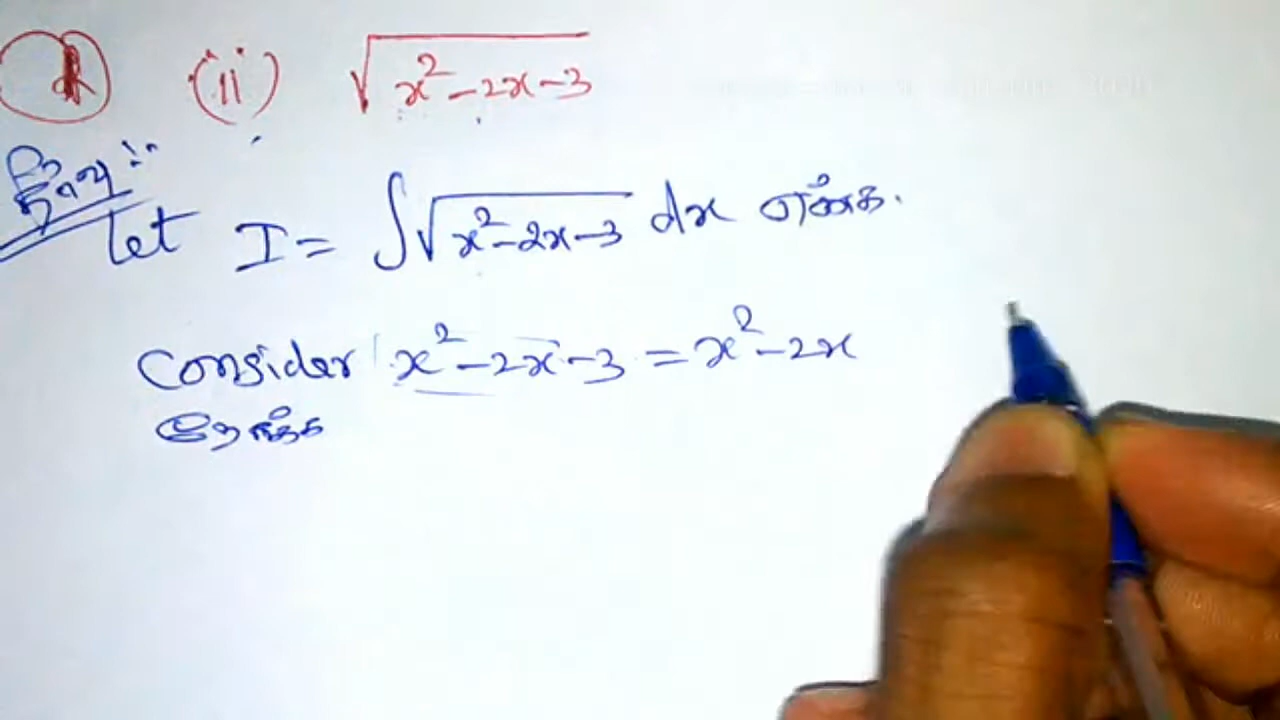 (ii) √(x²-2x-3)
தீர்வு:-
Let I = ∫√(x²-2x-3) dx என்க.
Consider x²-2x-3 = x²-2x